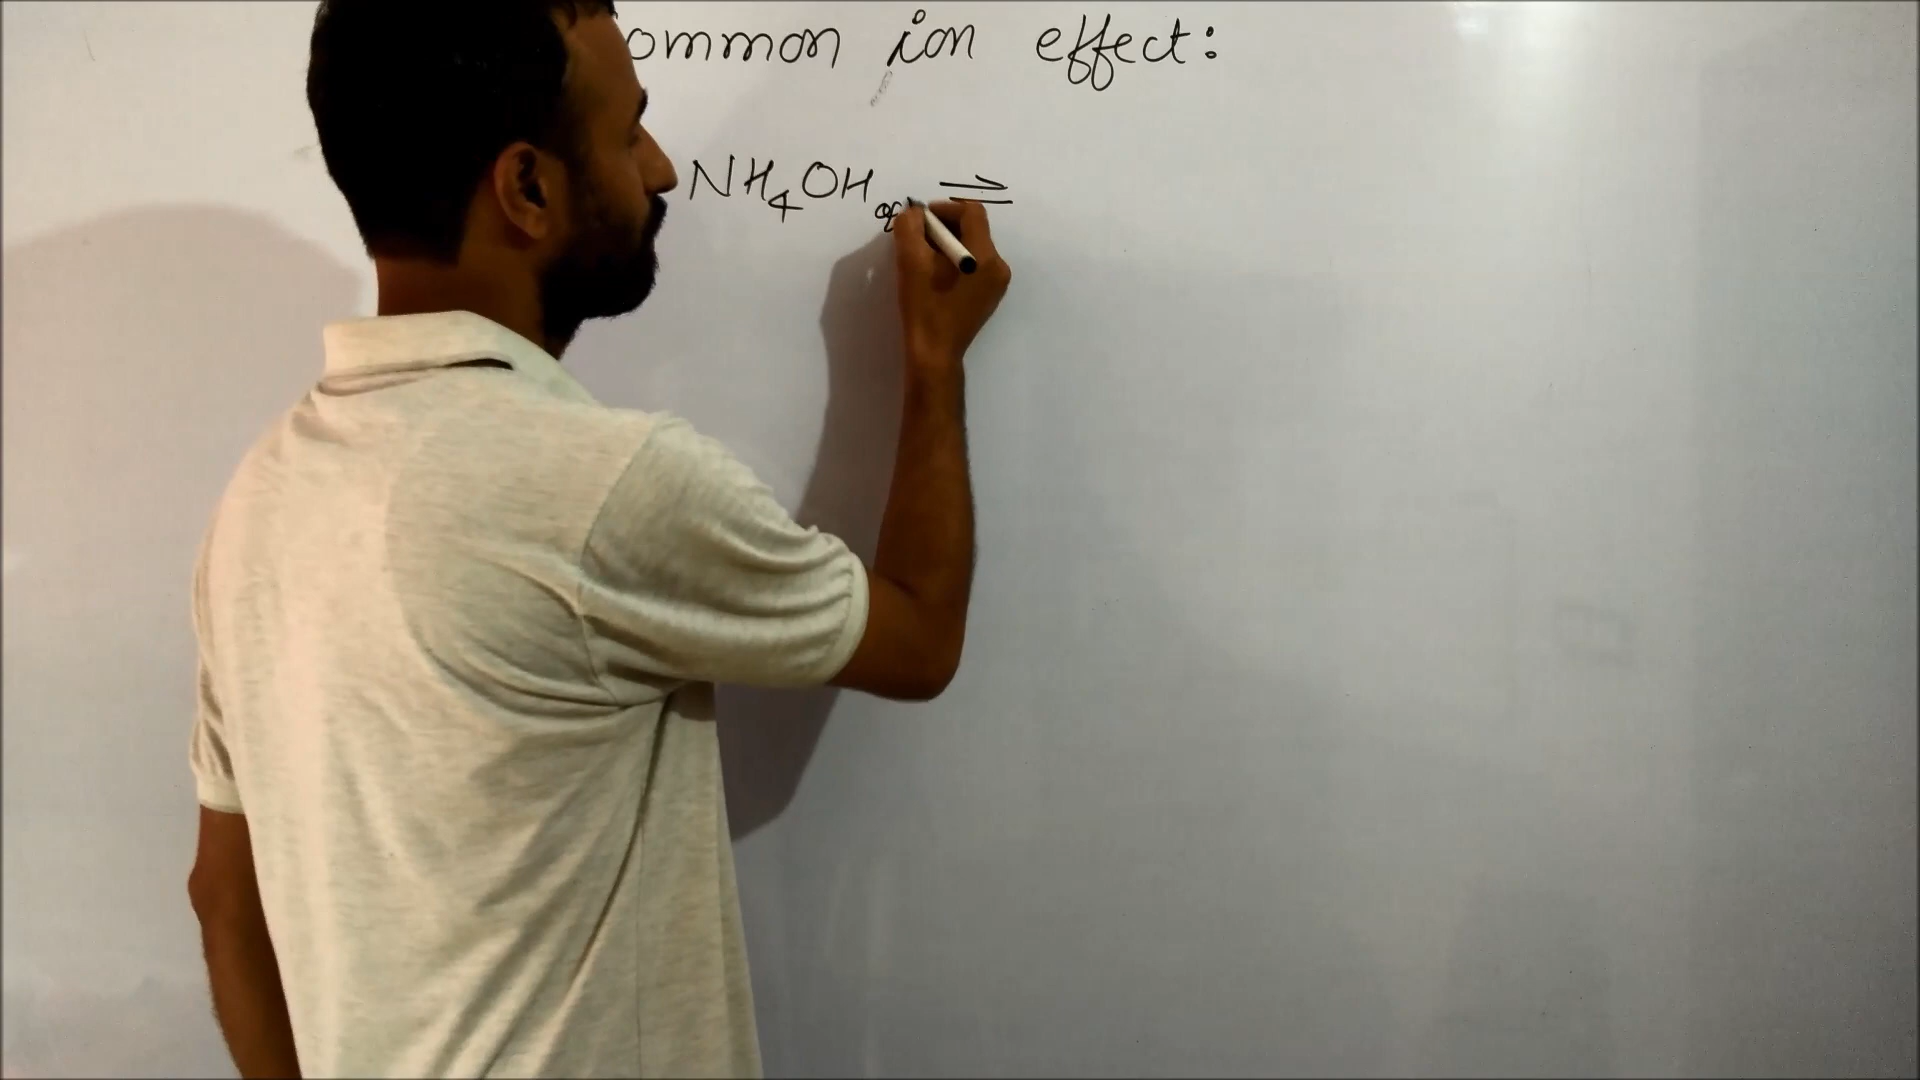 ommon ion effect:
NH₄OH aq ⇌